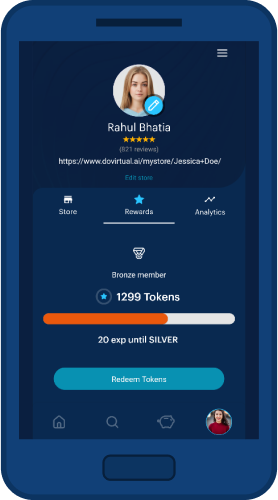 Rahul Bhatia
(821 reviews)
https://www.dovirtual.ai/mystore/Jessica+Doe/
Edit store
Store
Rewards
Analytics
Bronze member
1299 Tokens
20 exp until SILVER
Redeem Tokens